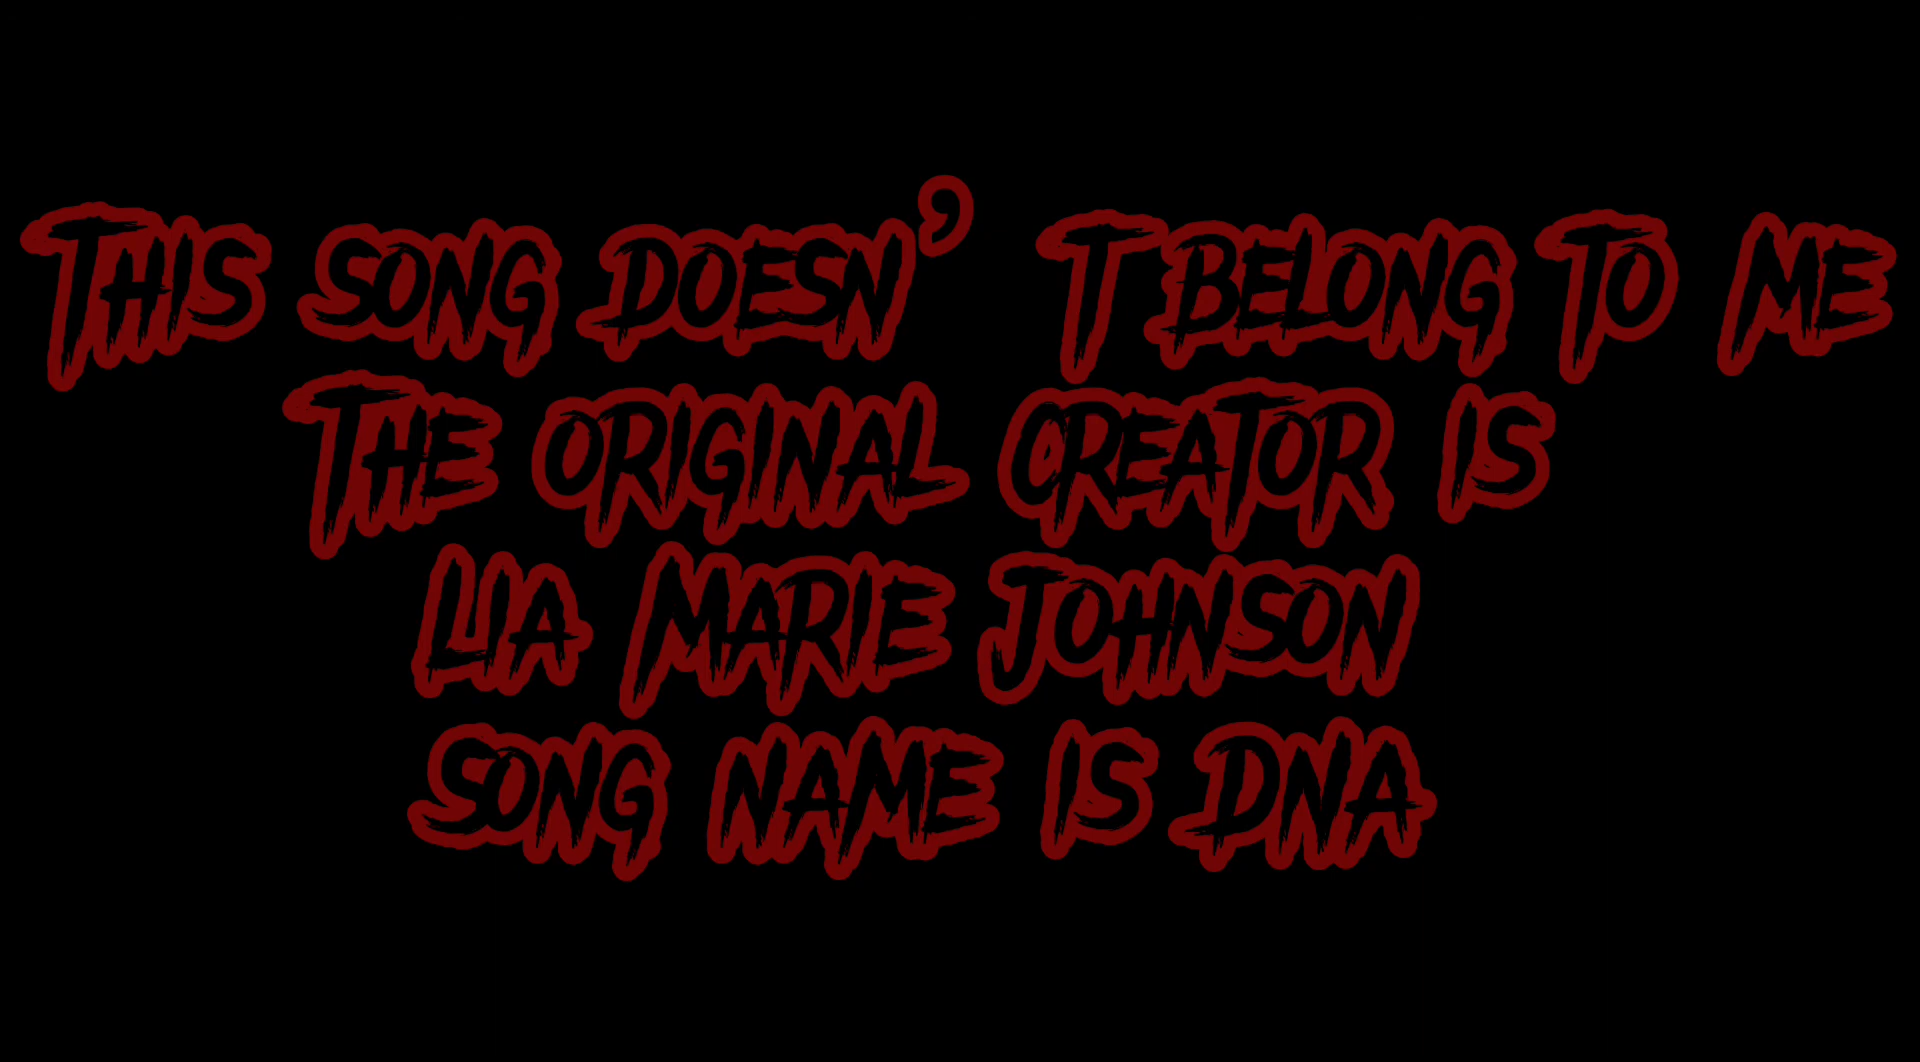 This song doesn’ t belong to me
The original creator is
Lia Marie Johnson
song name is DNA